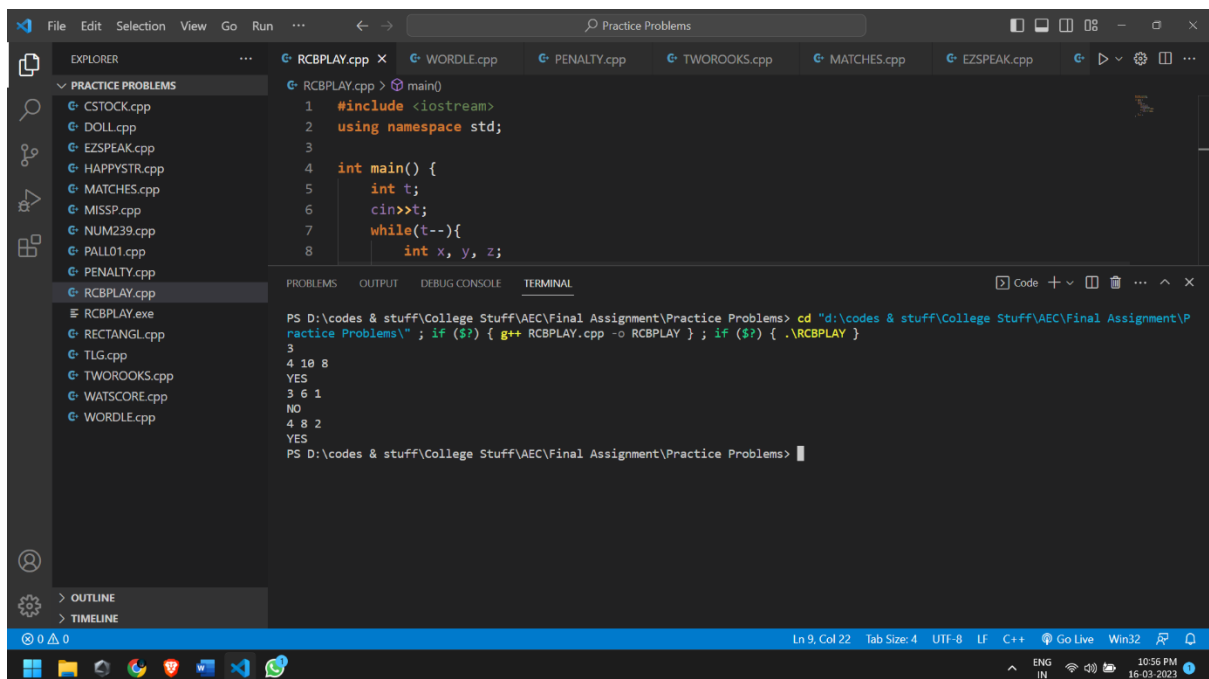 File Edit Selection View Go Run ··· Practice Problems
EXPLORER ···
PRACTICE PROBLEMS
CSTOCK.cpp
DOLL.cpp
EZSPEAK.cpp
HAPPYSTR.cpp
MATCHES.cpp
MISSP.cpp
NUM239.cpp
PALL01.cpp
PENALTY.cpp
RCBPLAY.cpp
RCBPLAY.exe
RECTANGL.cpp
TLG.cpp
TWOROOKS.cpp
WATSCORE.cpp
WORDLE.cpp
OUTLINE
TIMELINE
RCBPLAY.cpp WORDLE.cpp PENALTY.cpp TWOROOKS.cpp MATCHES.cpp EZSPEAK.cpp
RCBPLAY.cpp > main()
1 #include <iostream>
2 using namespace std;
3
4 int main() {
5 int t;
6 cin>>t;
7 while(t--){
8 int x, y, z;
PROBLEMS OUTPUT DEBUG CONSOLE TERMINAL Code
PS D:\codes & stuff\College Stuff\AEC\Final Assignment\Practice Problems> cd "d:\codes & stuff\College Stuff\AEC\Final Assignment\P
ractice Problems\" ; if ($?) { g++ RCBPLAY.cpp -o RCBPLAY } ; if ($?) { .\RCBPLAY }
3
4 10 8
YES
3 6 1
NO
4 8 2
YES
PS D:\codes & stuff\College Stuff\AEC\Final Assignment\Practice Problems>
0 0 Ln 9, Col 22 Tab Size: 4 UTF-8 LF C++ Go Live Win32
ENG
IN
10:56 PM
16-03-2023
1